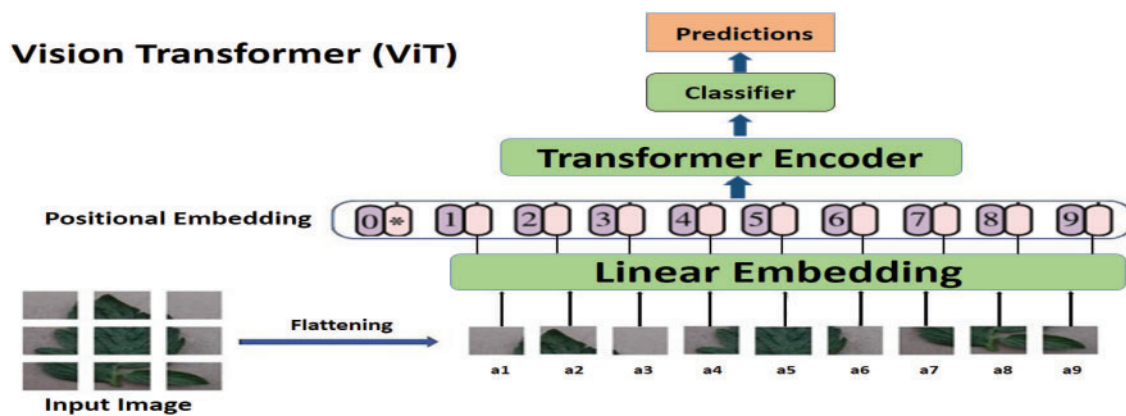 Vision Transformer (ViT)
Predictions
Classifier
Transformer Encoder
Positional Embedding
0 * 1 2 3 4 5 6 7 8 9
Linear Embedding
Flattening
a1 a2 a3 a4 a5 a6 a7 a8 a9
Input Image